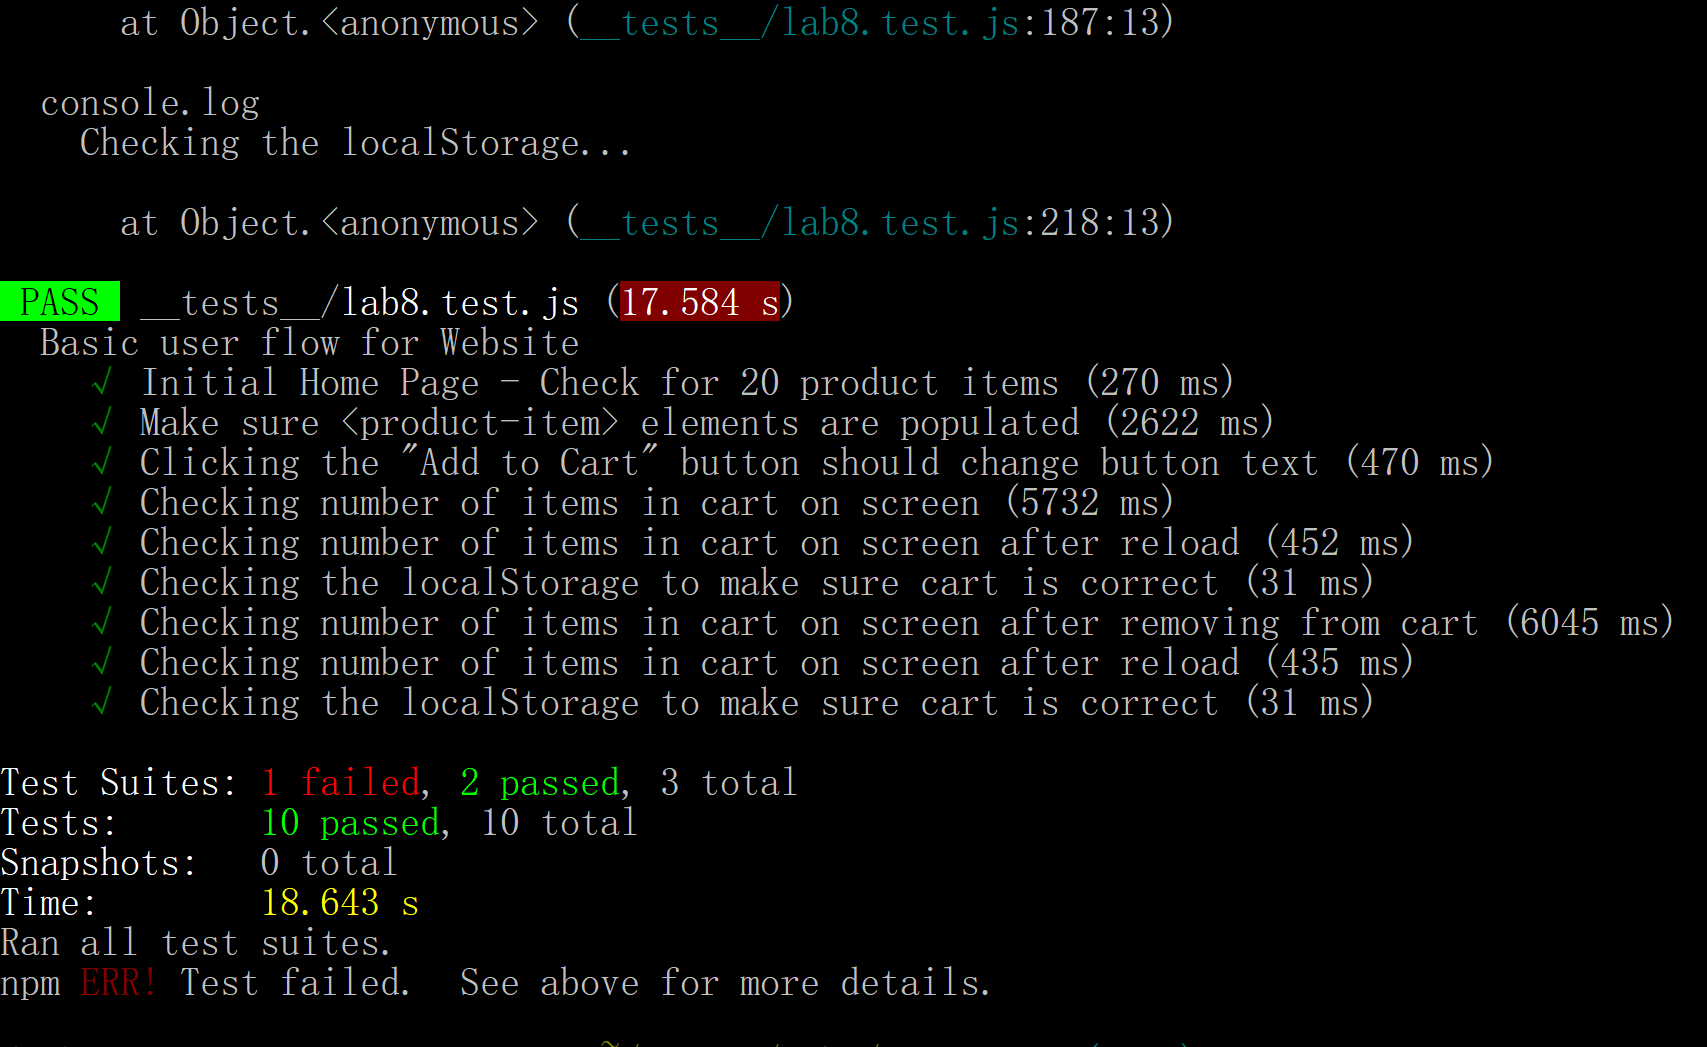 at Object.<anonymous> (__tests__/lab8.test.js:187:13)
console.log
Checking the localStorage...
at Object.<anonymous> (__tests__/lab8.test.js:218:13)
PASS __tests__/lab8.test.js (17.584 s)
Basic user flow for Website
√ Initial Home Page - Check for 20 product items (270 ms)
√ Make sure <product-item> elements are populated (2622 ms)
√ Clicking the "Add to Cart" button should change button text (470 ms)
√ Checking number of items in cart on screen (5732 ms)
√ Checking number of items in cart on screen after reload (452 ms)
√ Checking the localStorage to make sure cart is correct (31 ms)
√ Checking number of items in cart on screen after removing from cart (6045 ms)
√ Checking number of items in cart on screen after reload (435 ms)
√ Checking the localStorage to make sure cart is correct (31 ms)
Test Suites: 1 failed, 2 passed, 3 total
Tests: 10 passed, 10 total
Snapshots: 0 total
Time: 18.643 s
Ran all test suites.
npm ERR! Test failed. See above for more details.